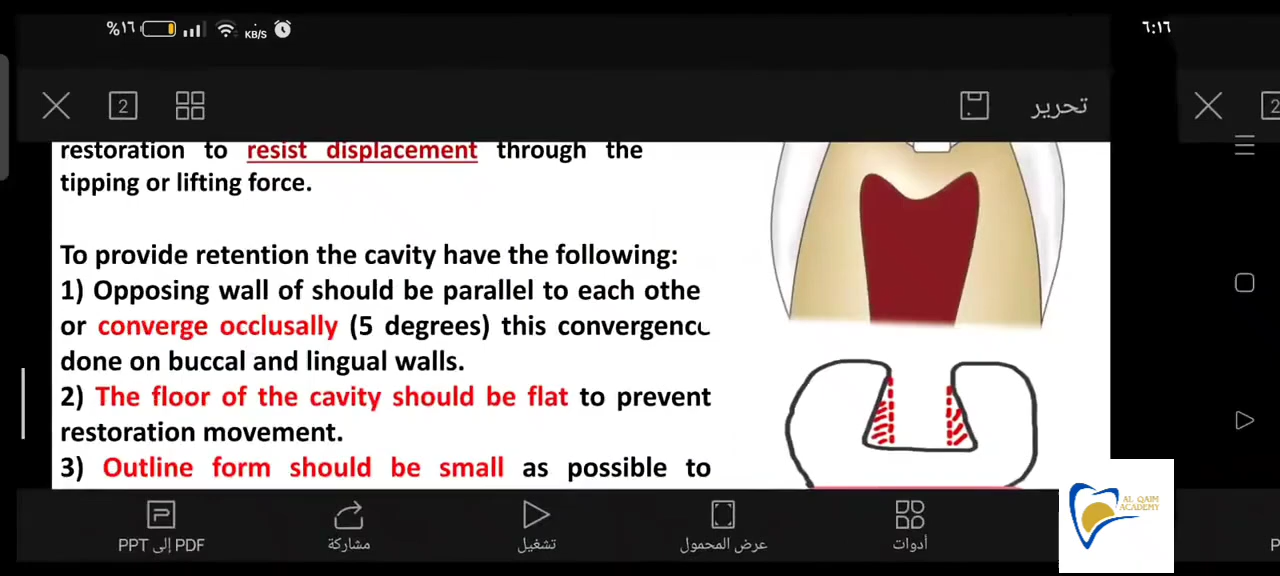 %١٦ KB/S ٦:١٦
2 تحرير 2
restoration to resist displacement through the
tipping or lifting force.
To provide retention the cavity have the following:
1) Opposing wall of should be parallel to each othe
or converge occlusally (5 degrees) this convergenc
done on buccal and lingual walls.
2) The floor of the cavity should be flat to prevent
restoration movement.
3) Outline form should be small as possible to
AL QAIM
ACADEMY
PDF إلى PPT مشاركة تشغيل عرض المحمول أدوات P